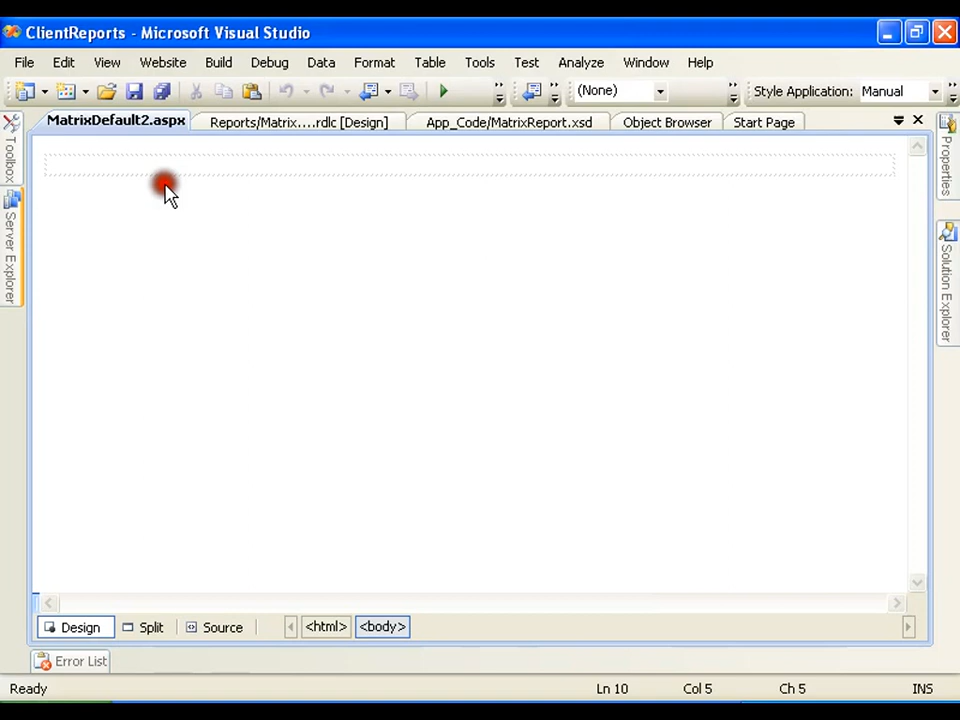 ClientReports - Microsoft Visual Studio
File Edit View Website Build Debug Data Format Table Tools Test Analyze Window Help
(None) Style Application: Manual
MatrixDefault2.aspx Reports/Matrix....rdlc [Design] App_Code/MatrixReport.xsd Object Browser Start Page
Toolbox
Server Explorer
Properties
Solution Explorer
Design Split Source <html> <body>
Error List
Ready Ln 10 Col 5 Ch 5 INS